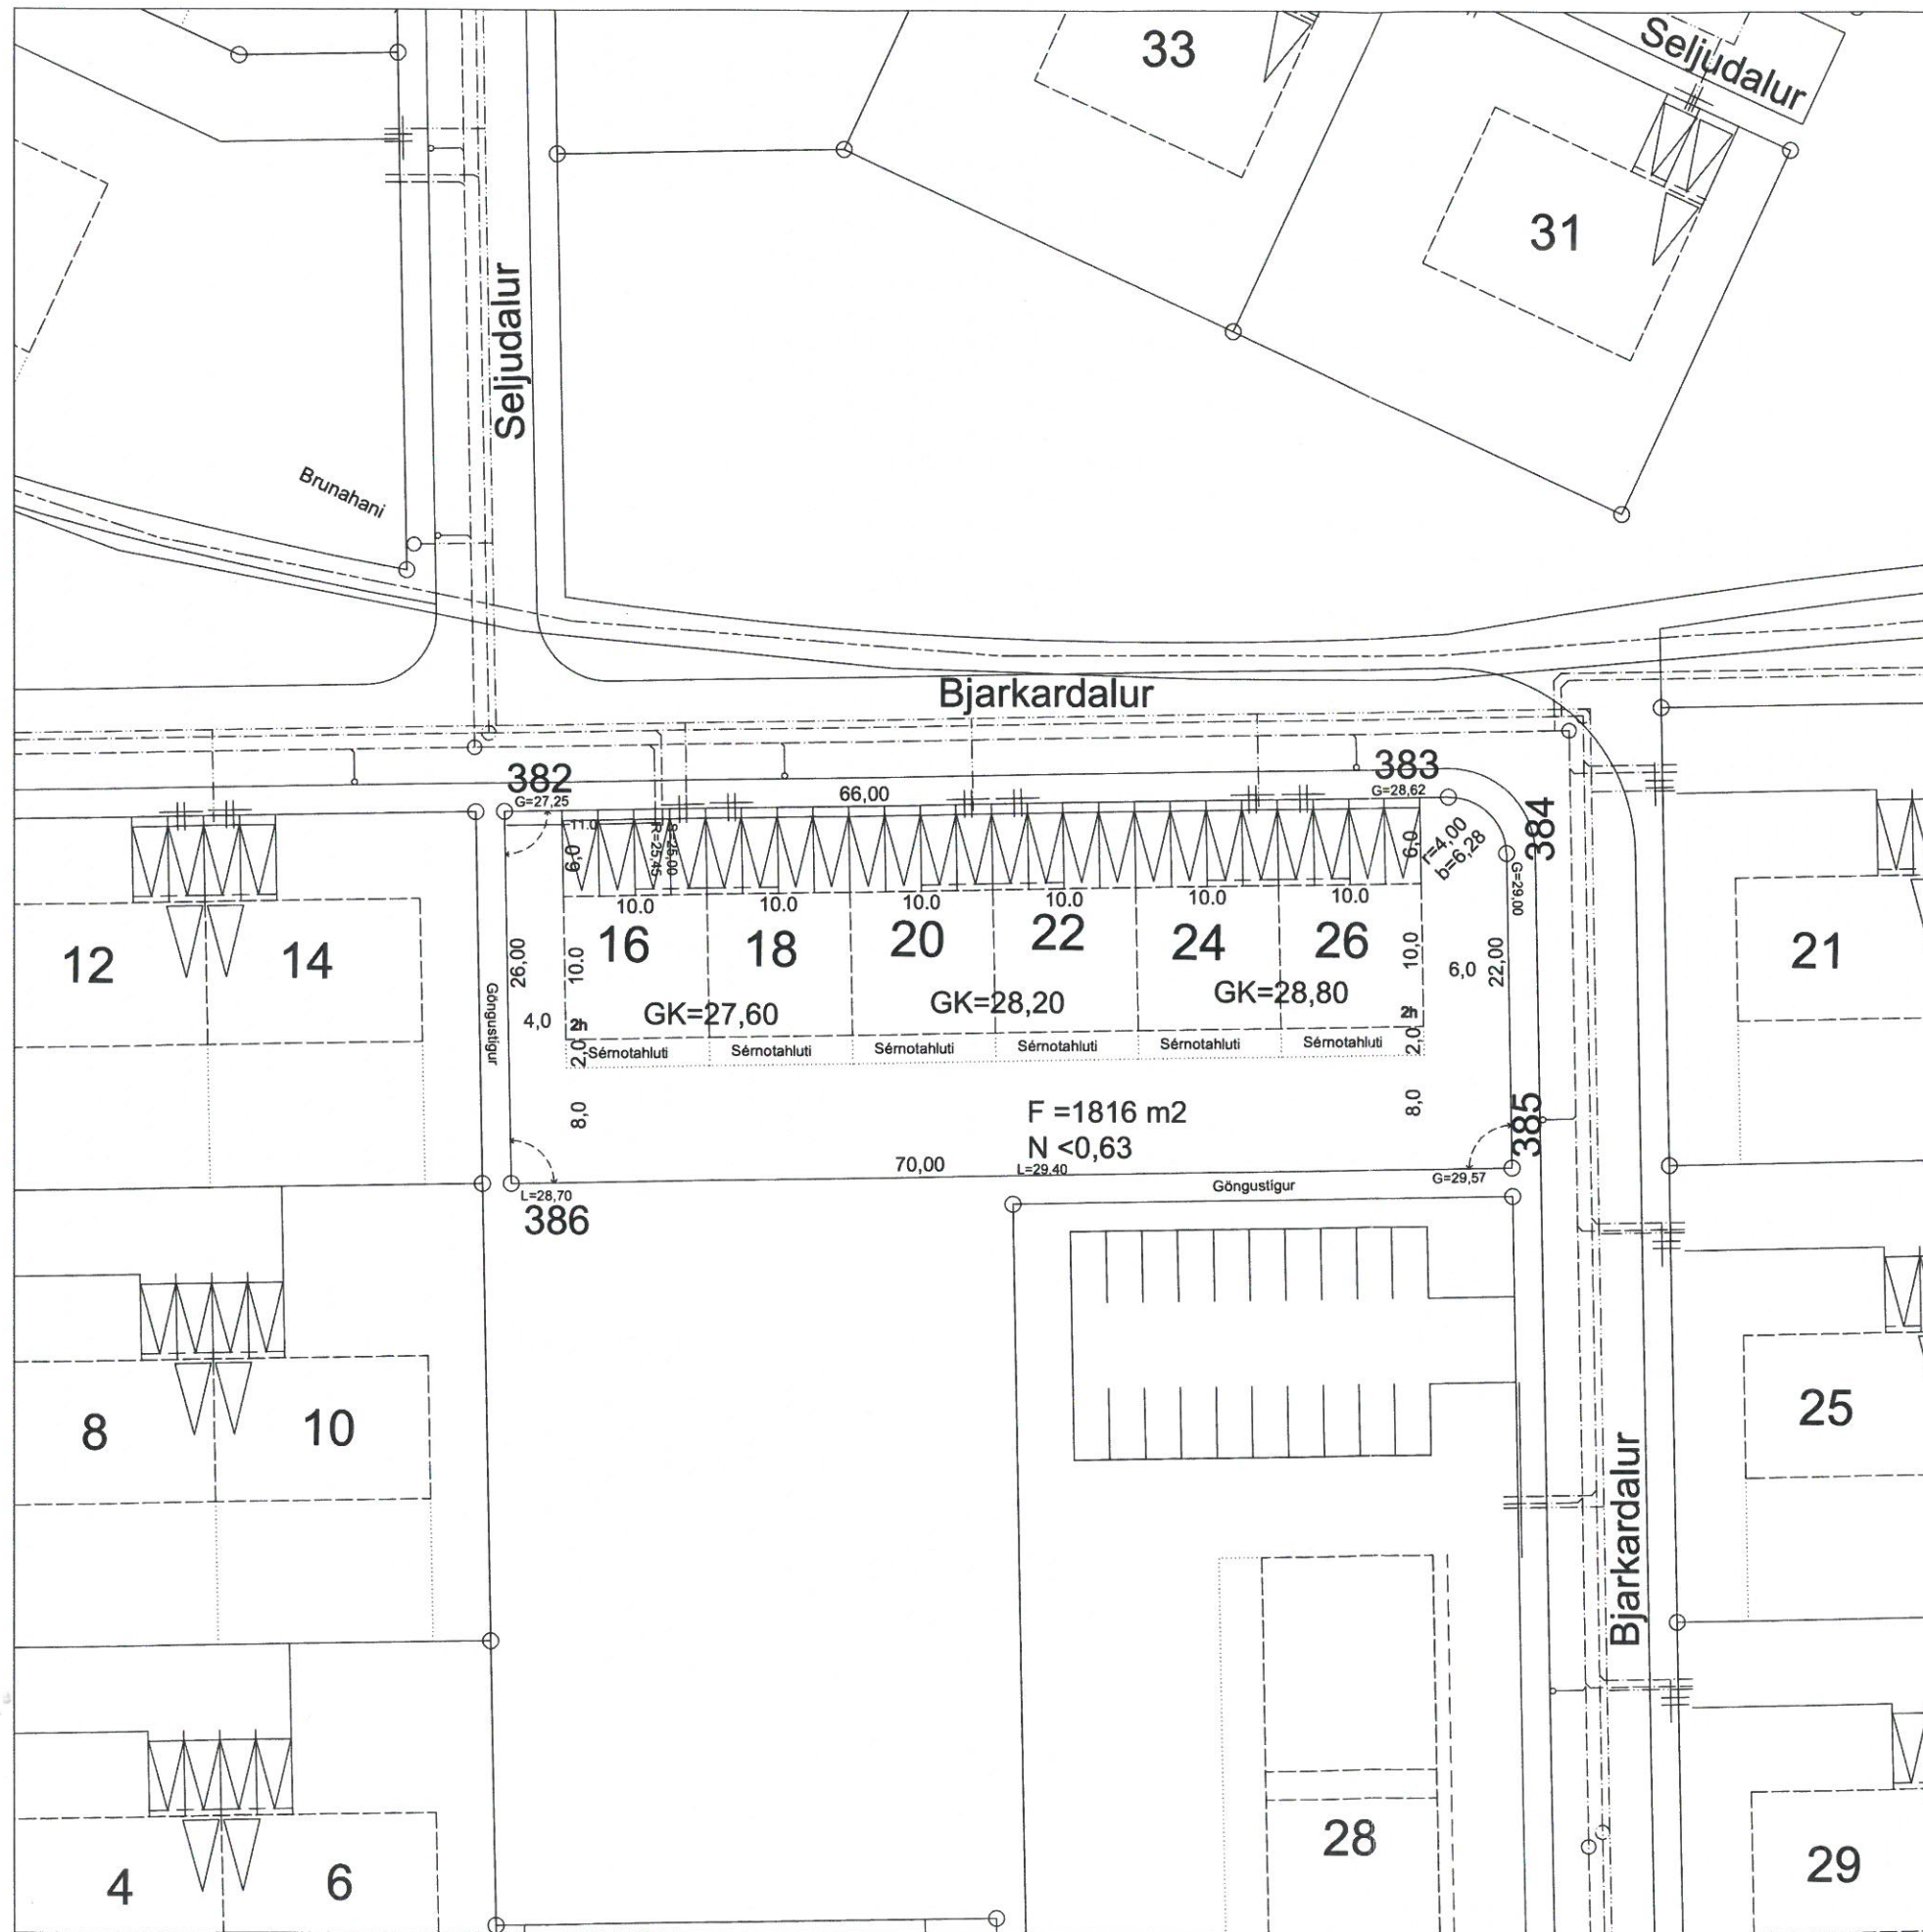 33
Seljudalur
31
Seljudalur
Brunahani
Bjarkardalur
382
G=27,25
66,00
383
G=28,62
384
11.0
6,0
R=25,45
S=25,00
6,0
r=4,00
b=6,28
G=29,00
10.0
10.0
10.0
10.0
10.0
10.0
12
14
16
18
20
22
24
26
21
Göngustígur
26,00
10.0
10,0
6,0
22,00
GK=27,60
GK=28,20
GK=28,80
4,0
2h
2h
2,0
Sérnotahluti
Sérnotahluti
Sérnotahluti
Sérnotahluti
Sérnotahluti
Sérnotahluti
2,0
8,0
F =1816 m2
8,0
385
N <0,63
70,00
L=29,40
G=29,57
Göngustígur
L=28,70
386
8
10
25
Bjarkardalur
28
4
6
29